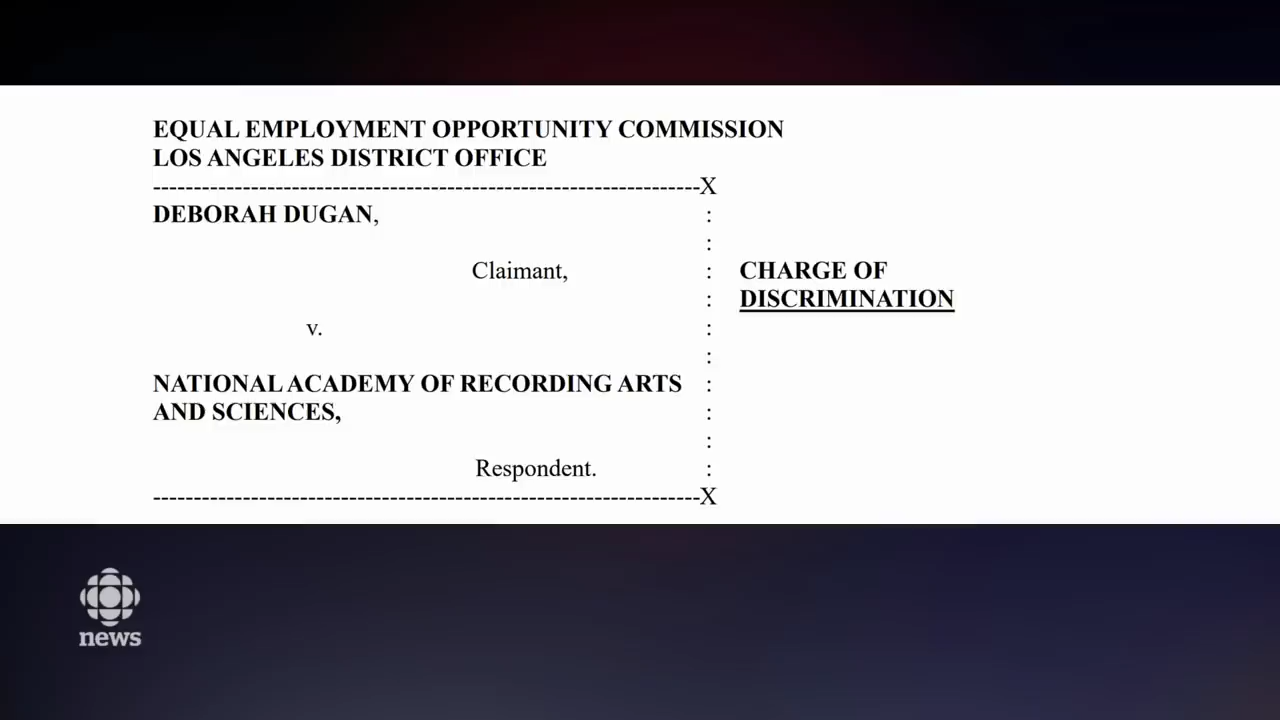 EQUAL EMPLOYMENT OPPORTUNITY COMMISSION
LOS ANGELES DISTRICT OFFICE
-------------------------------------------------------------------X
DEBORAH DUGAN, :
:
Claimant, : CHARGE OF
: DISCRIMINATION
v. :
:
NATIONAL ACADEMY OF RECORDING ARTS :
AND SCIENCES, :
:
Respondent. :
-------------------------------------------------------------------X
news